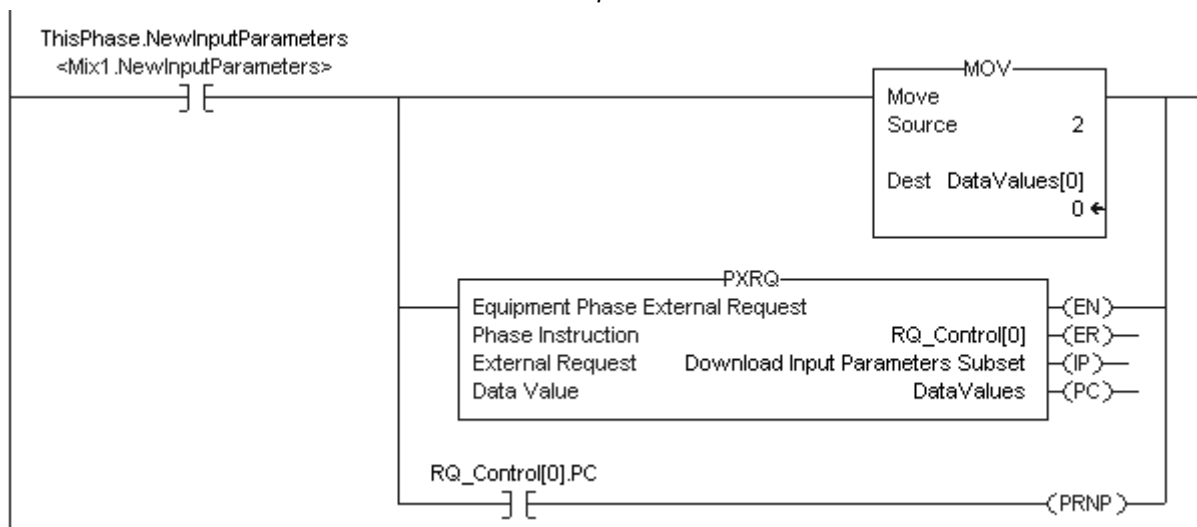 ThisPhase.NewInputParameters
<Mix1.NewInputParameters>
MOV
Move
Source 2
Dest DataValues[0]
0
PXRQ
Equipment Phase External Request (EN)
Phase Instruction RQ_Control[0] (ER)
External Request Download Input Parameters Subset (IP)
Data Value DataValues (PC)
RQ_Control[0].PC
(PRNP)